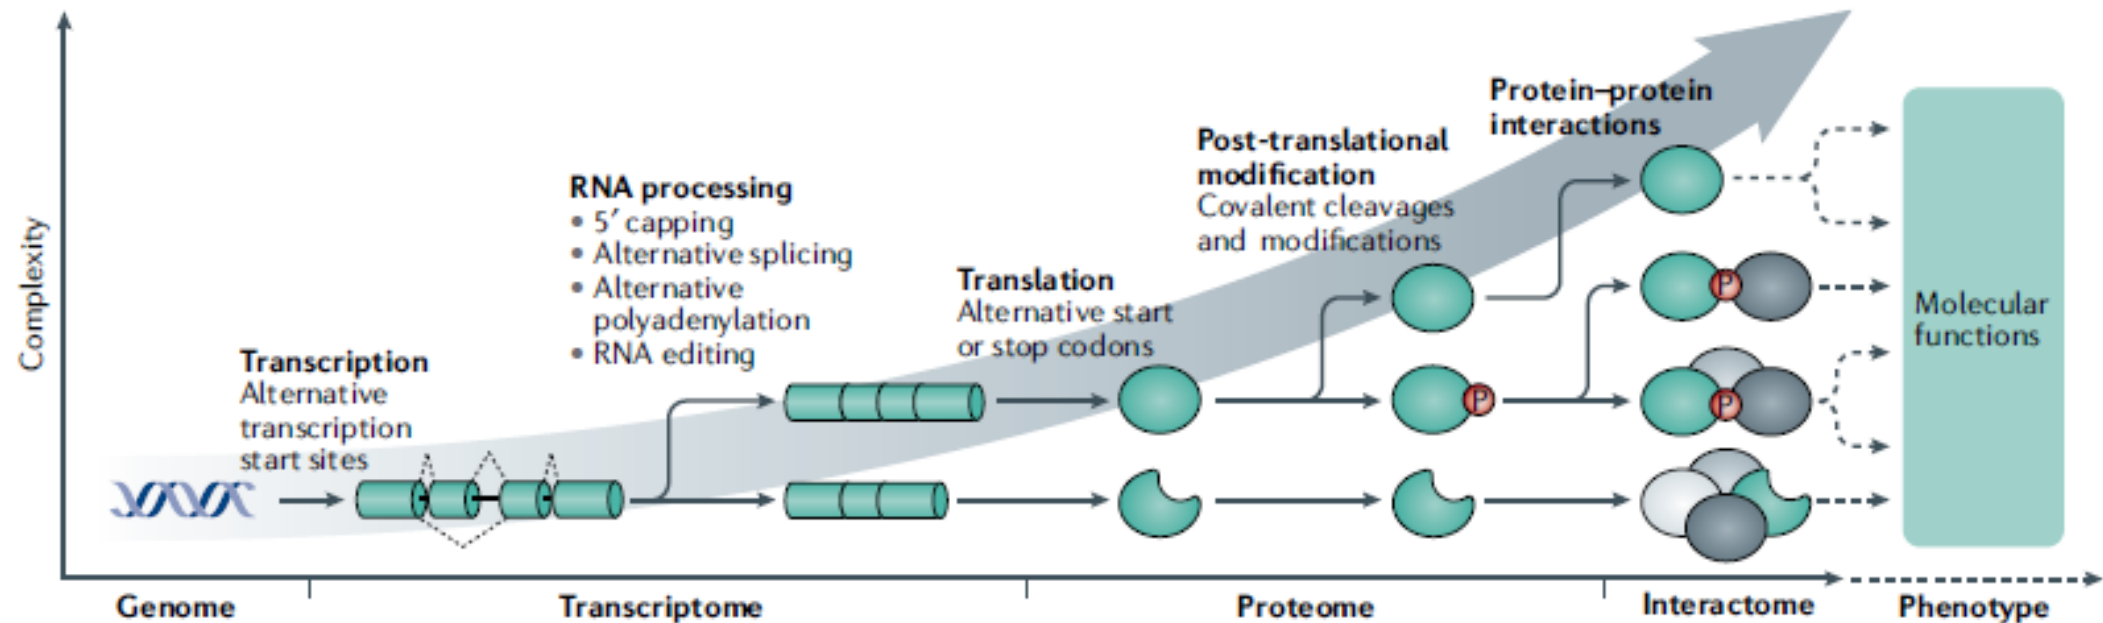 Complexity
Transcription
Alternative
transcription
start sites
RNA processing
• 5′ capping
• Alternative splicing
• Alternative
polyadenylation
• RNA editing
Translation
Alternative start
or stop codons
Post-translational
modification
Covalent cleavages
and modifications
Protein–protein
interactions
P
P
P
Molecular
functions
Genome
Transcriptome
Proteome
Interactome
Phenotype